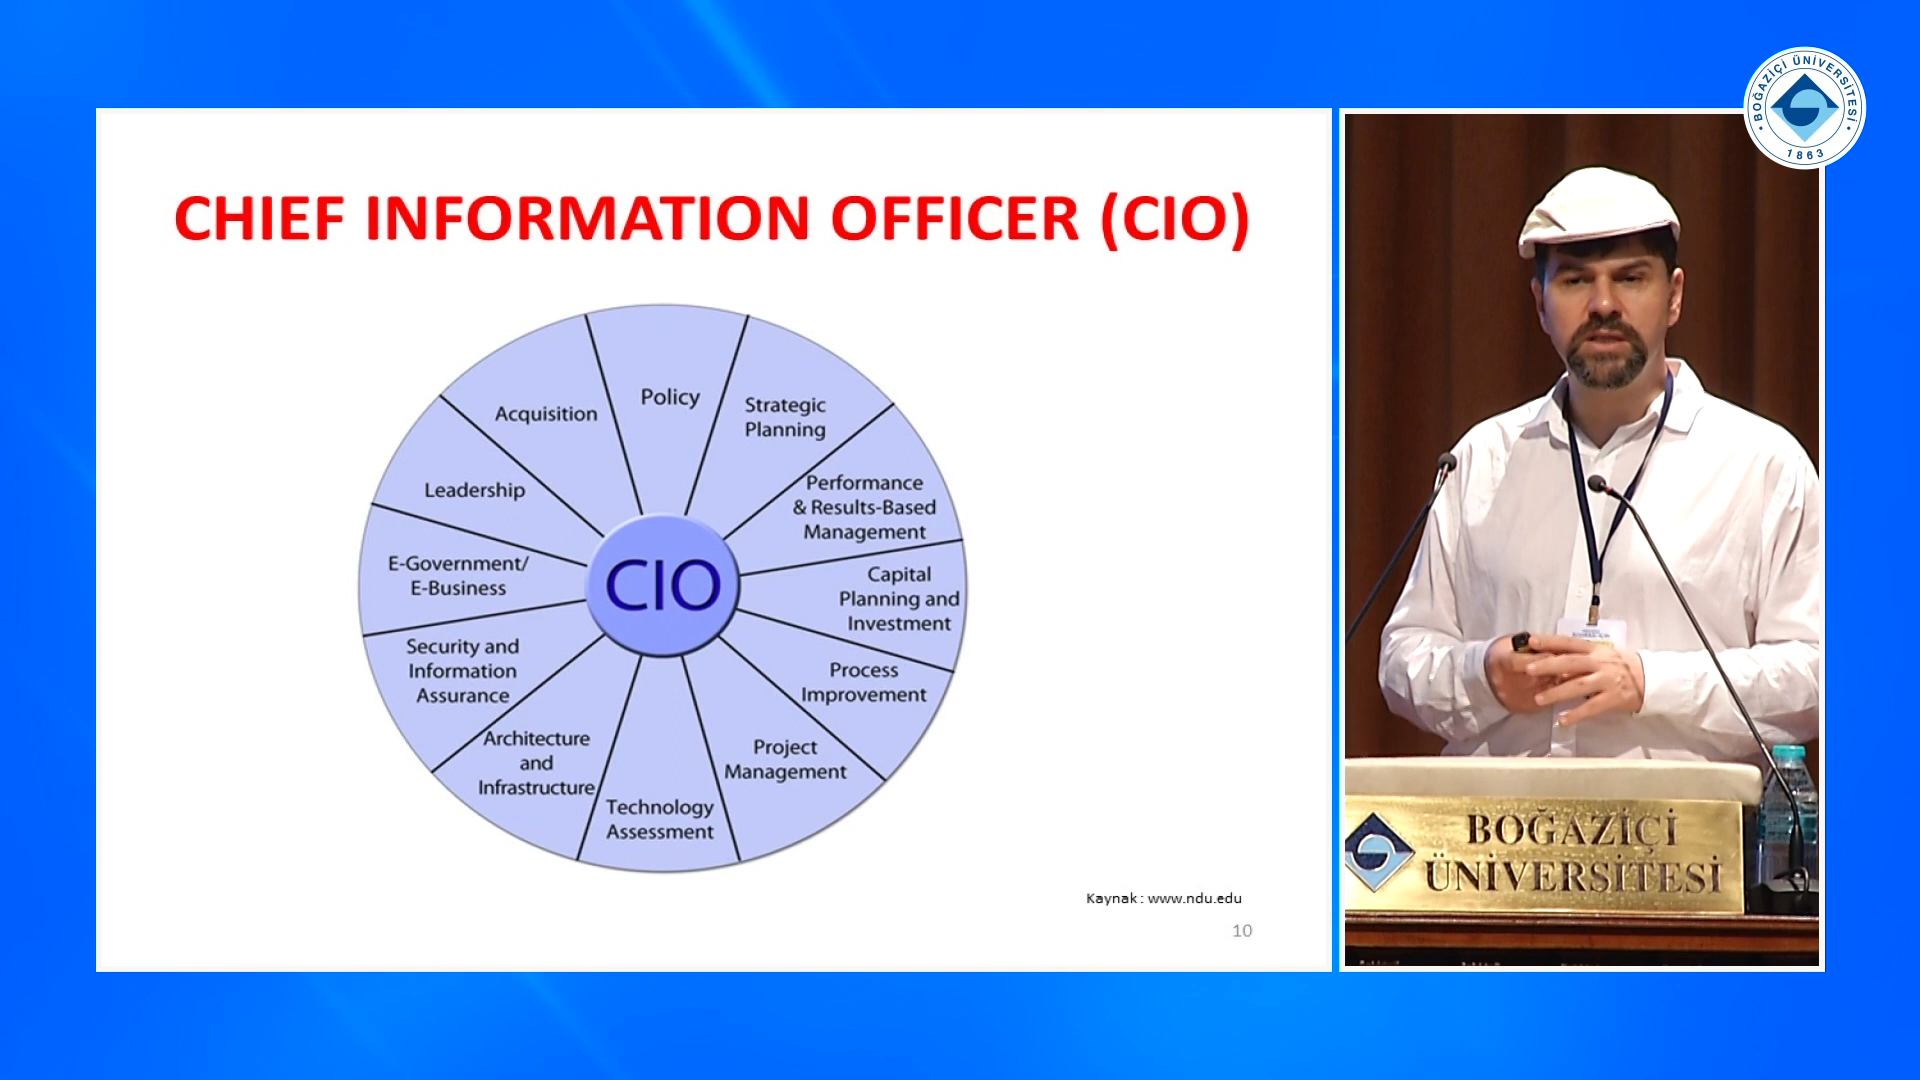 CHIEF INFORMATION OFFICER (CIO)
Policy
Strategic
Planning
Performance
& Results-Based
Management
Capital
Planning and
Investment
Process
Improvement
Project
Management
Technology
Assessment
Architecture
and
Infrastructure
Security and
Information
Assurance
E-Government/
E-Business
Leadership
Acquisition
CIO
Kaynak : www.ndu.edu
10
BOĞAZİÇİ ÜNİVERSİTESİ
1863
BOĞAZİÇİ
ÜNİVERSİTESİ